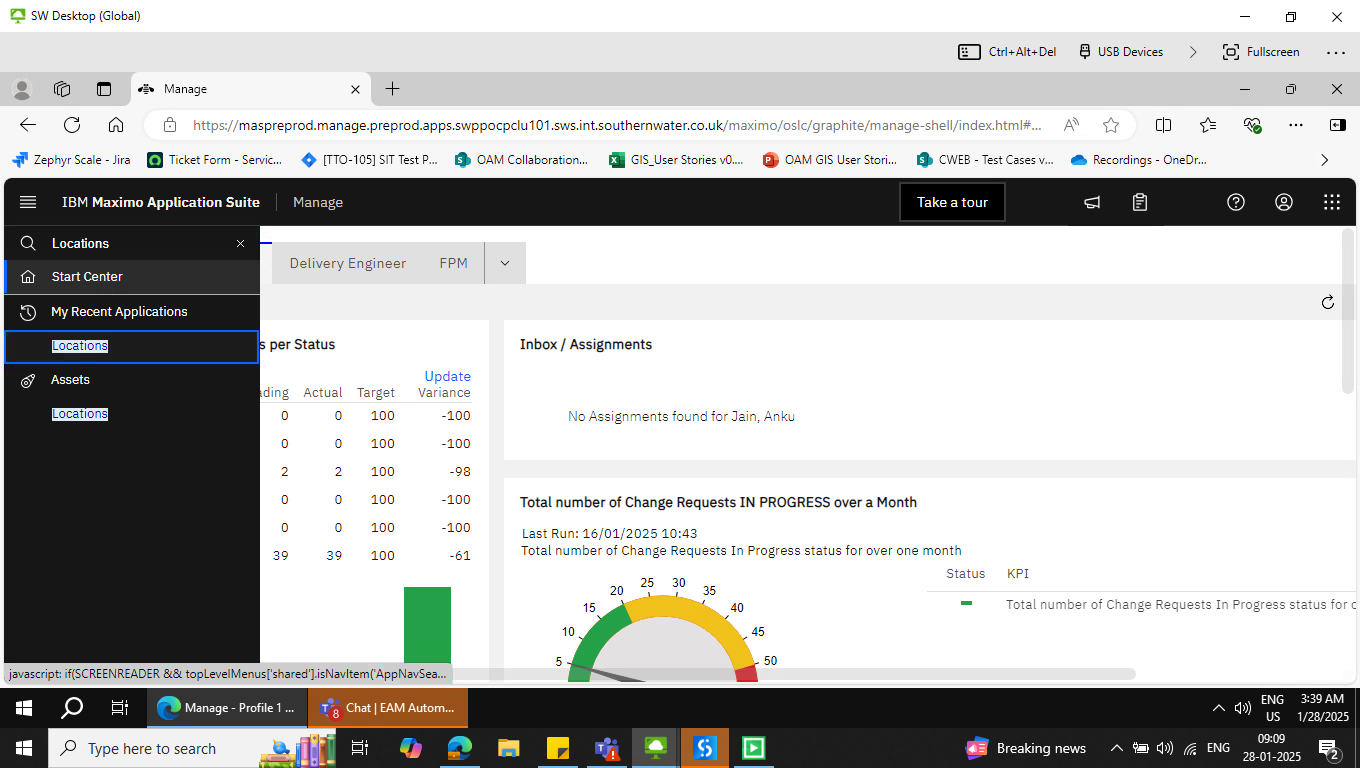 SW Desktop (Global)
Ctrl+Alt+Del
USB Devices
Fullscreen
Manage
https://maspreprod.manage.preprod.apps.swppocpclu101.sws.int.southernwater.co.uk/maximo/oslc/graphite/manage-shell/index.html#...
Zephyr Scale - Jira
Ticket Form - Servic...
[TTO-105] SIT Test P...
OAM Collaboration...
GIS_User Stories v0....
OAM GIS User Stori...
CWEB - Test Cases v...
Recordings - OneDr...
IBM Maximo Application Suite
Manage
Take a tour
Locations
Start Center
My Recent Applications
Locations
Assets
Locations
Delivery Engineer
FPM
s per Status
Update
ding Actual Target Variance
0 0 100 -100
0 0 100 -100
2 2 100 -98
0 0 100 -100
0 0 100 -100
39 39 100 -61
Inbox / Assignments
No Assignments found for Jain, Anku
Total number of Change Requests IN PROGRESS over a Month
Last Run: 16/01/2025 10:43
Total number of Change Requests In Progress status for over one month
5
10
15
20
25
30
35
40
45
50
Status KPI
Total number of Change Requests In Progress status for o
javascript: if(SCREENREADER && topLevelMenus['shared'].isNavItem('AppNavSea...
Manage - Profile 1 ...
8
Chat | EAM Autom...
ENG
US
3:39 AM
1/28/2025
Type here to search
Breaking news
ENG
09:09
28-01-2025
2